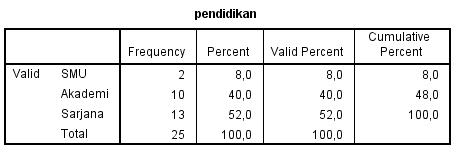 pendidikan
Frequency Percent Valid Percent Cumulative Percent
Valid SMU 2 8,0 8,0 8,0
Akademi 10 40,0 40,0 48,0
Sarjana 13 52,0 52,0 100,0
Total 25 100,0 100,0